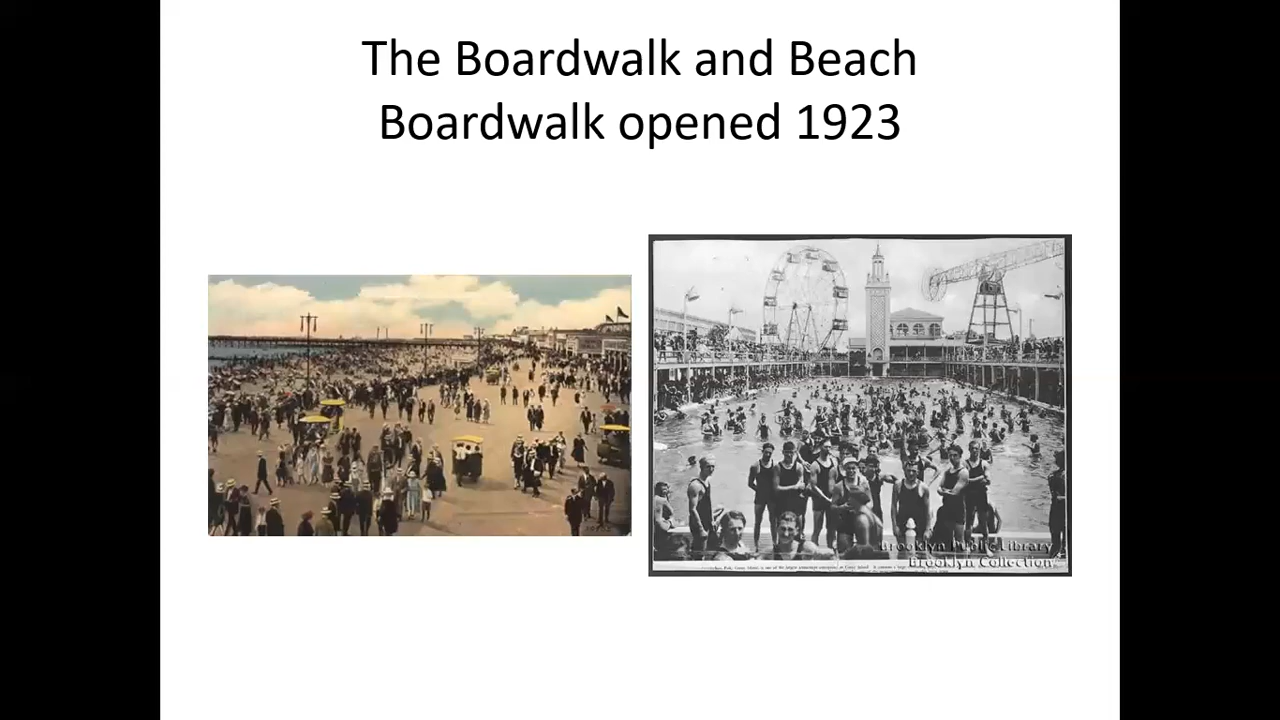 The Boardwalk and Beach
Boardwalk opened 1923
Brooklyn Public Library
Brooklyn Collection